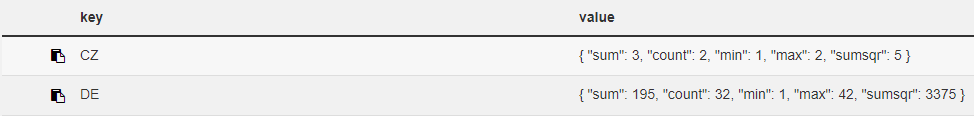 key value
CZ { "sum": 3, "count": 2, "min": 1, "max": 2, "sumsqr": 5 }
DE { "sum": 195, "count": 32, "min": 1, "max": 42, "sumsqr": 3375 }